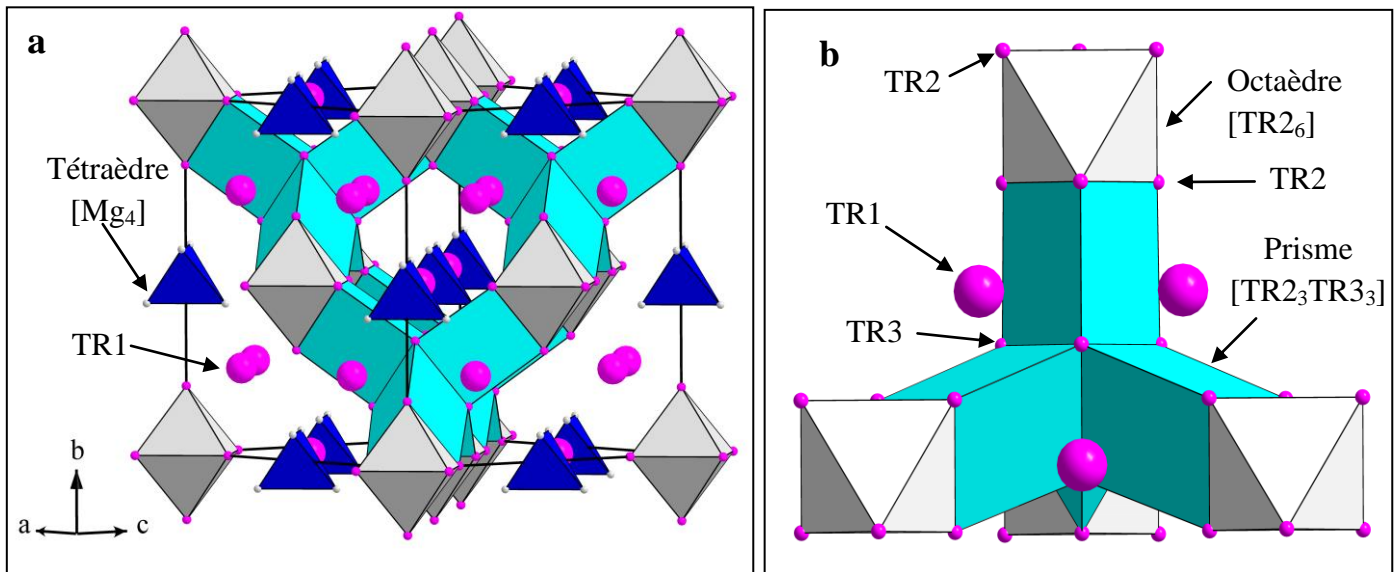 a
Tétraèdre
[Mg₄]
TR1
b
a
c
b
TR2
Octaèdre
[TR2₆]
TR2
TR1
Prisme
[TR2₃TR3₃]
TR3